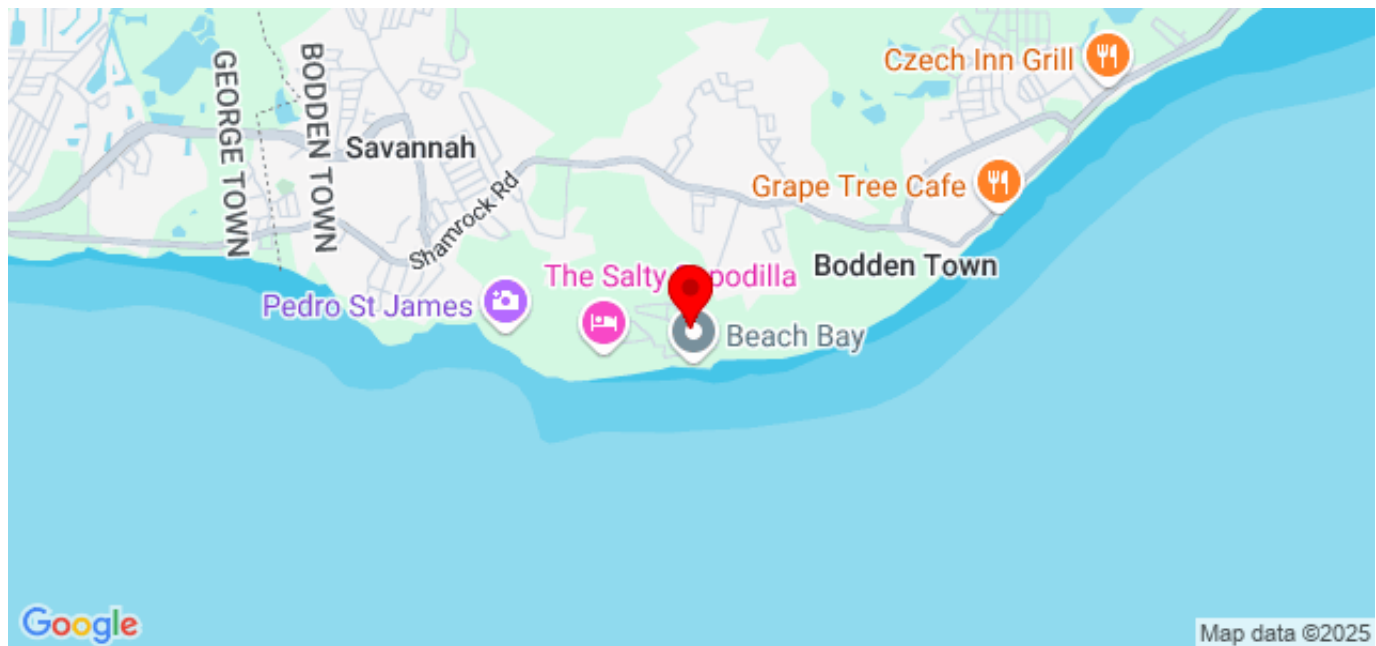 Czech Inn Grill
GEORGE TOWN
BODDEN TOWN
Savannah
Grape Tree Cafe
Shamrock Rd
Bodden Town
The Salty
podilla
Pedro St James
Beach Bay
Google
Map data ©2025